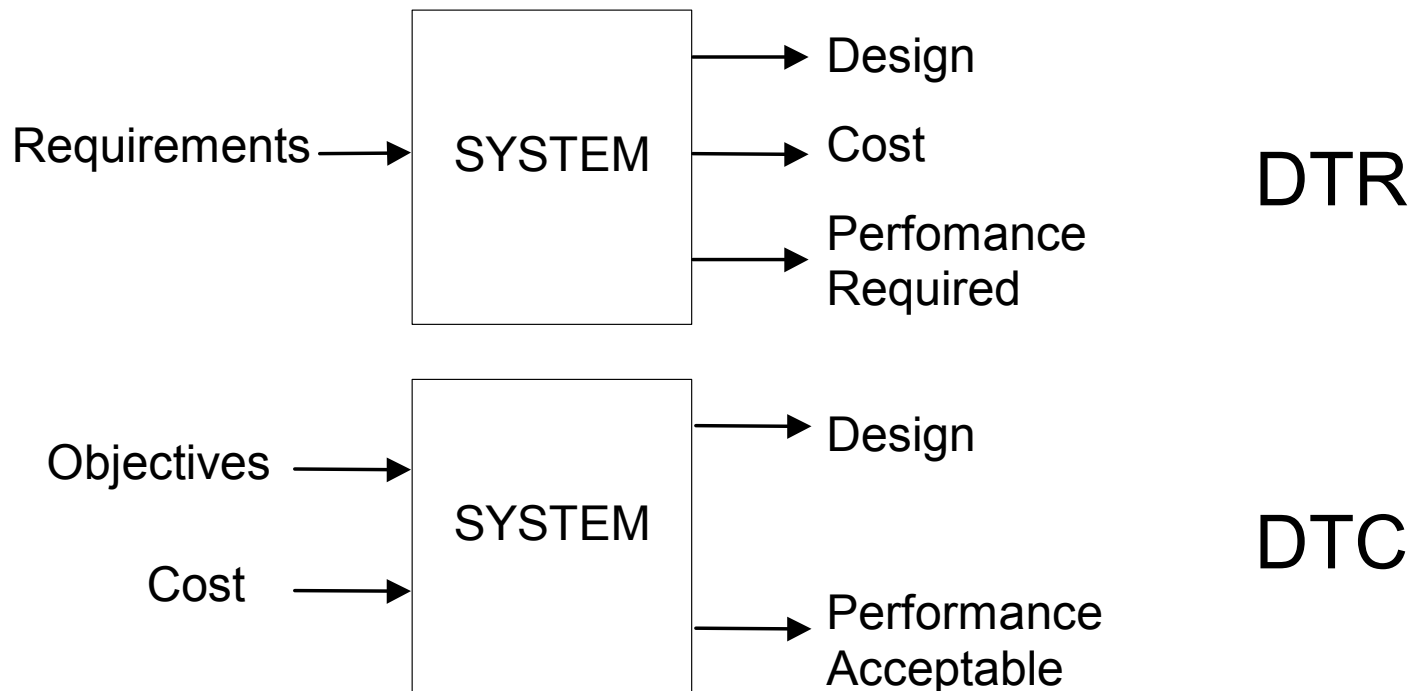 Design
Requirements
SYSTEM
Cost
DTR
Perfomance
Required
Design
Objectives
SYSTEM
DTC
Cost
Performance
Acceptable